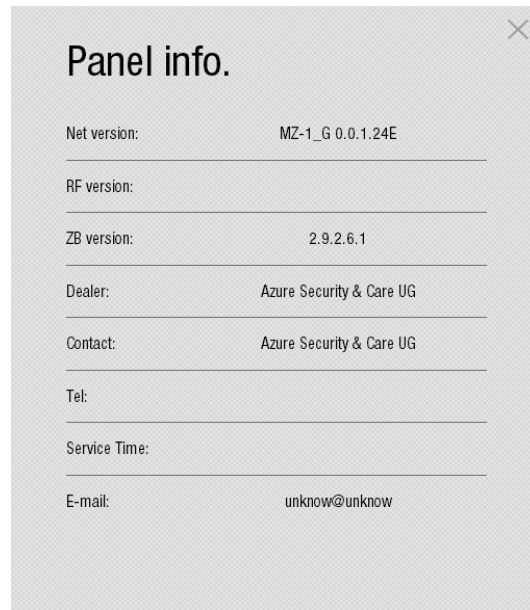 Panel info.
Net version: MZ-1_G 0.0.1.24E
RF version:
ZB version: 2.9.2.6.1
Dealer: Azure Security & Care UG
Contact: Azure Security & Care UG
Tel:
Service Time:
E-mail: unknow@unknow